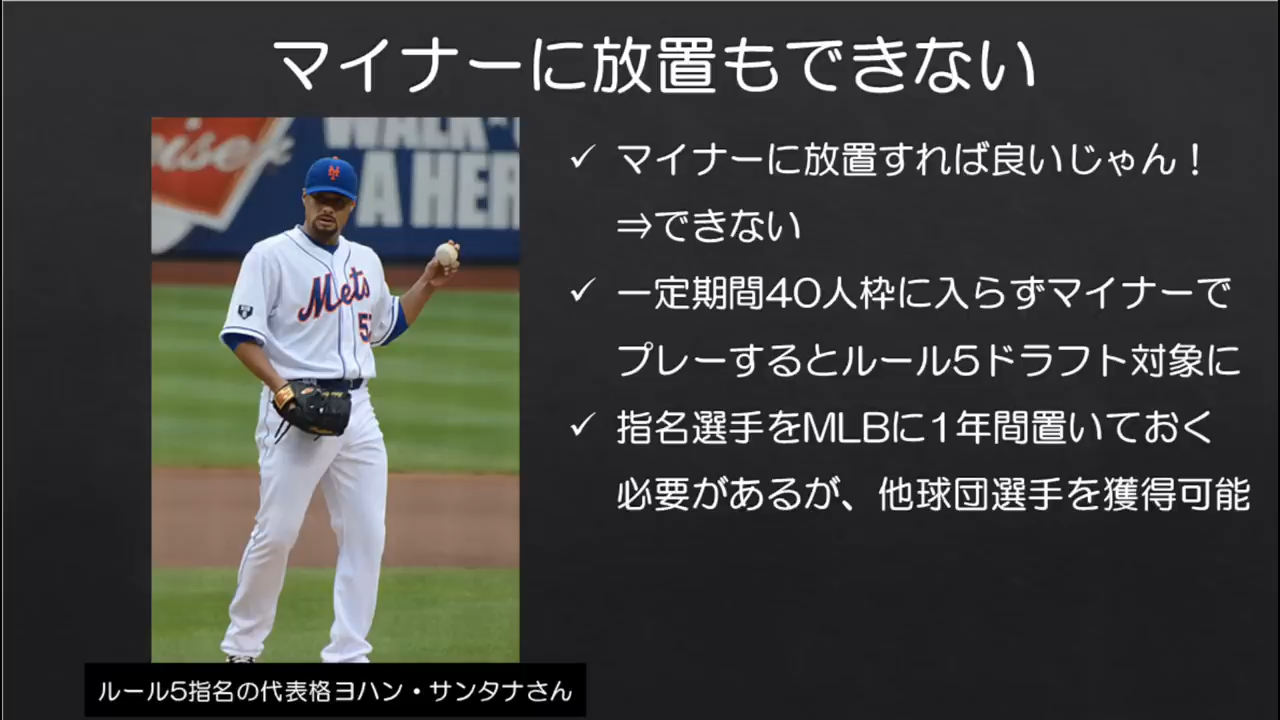 マイナーに放置もできない
✓ マイナーに放置すれば良いじゃん！
⇒できない
✓ 一定期間40人枠に入らずマイナーで
プレーするとルール5ドラフト対象に
✓ 指名選手をMLBに1年間置いておく
必要があるが、他球団選手を獲得可能
WALK
A HER
Mets
5
ルール5指名の代表格ヨハン・サンタナさん